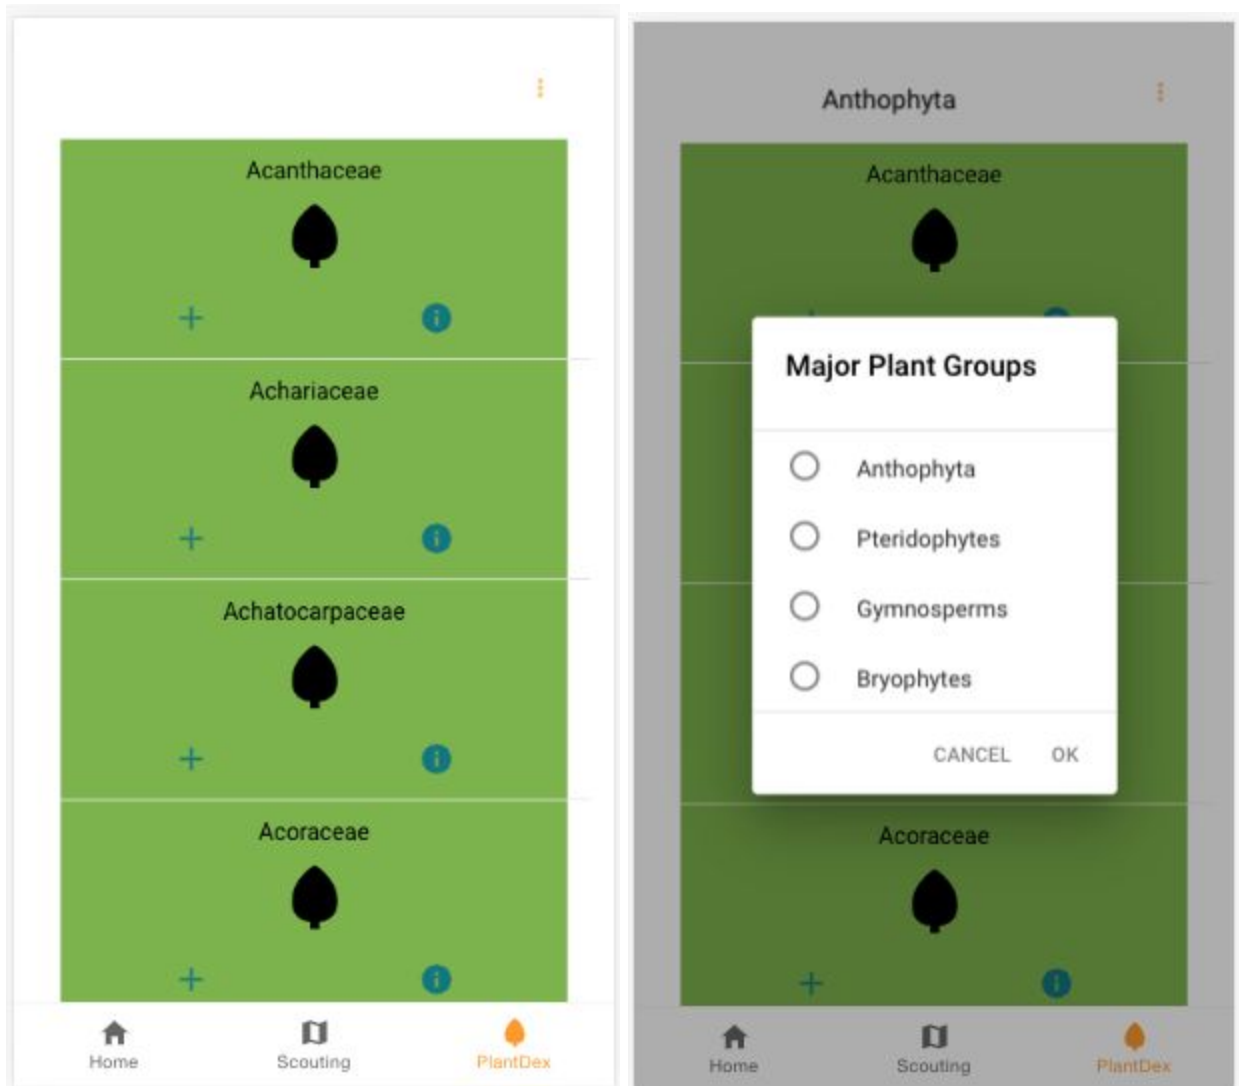 Acanthaceae
Achariaceae
Achatocarpaceae
Acoraceae
Home Scouting PlantDex
Anthophyta
Acanthaceae
Major Plant Groups
Anthophyta
Pteridophytes
Gymnosperms
Bryophytes
CANCEL OK
Acoraceae
Home Scouting PlantDex